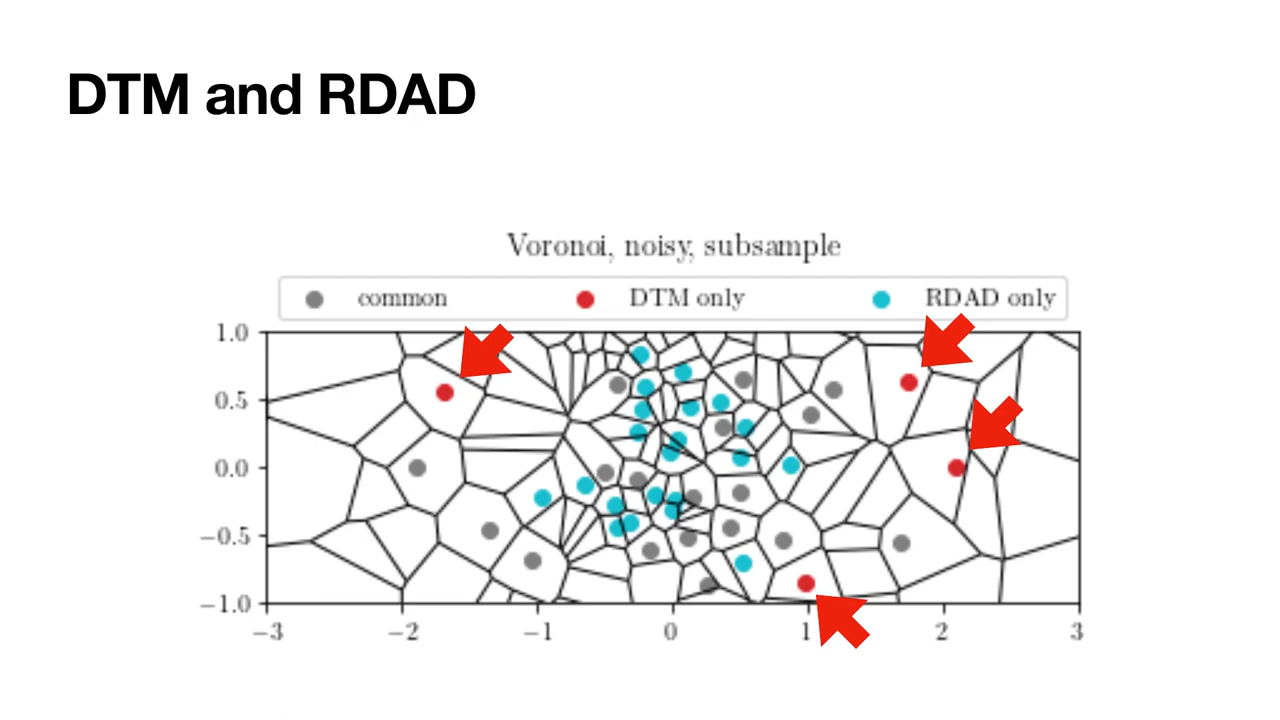 DTM and RDAD
Voronoi, noisy, subsample
common DTM only RDAD only
1.0
0.5
0.0
−0.5
−1.0
−3 −2 −1 0 1 2 3